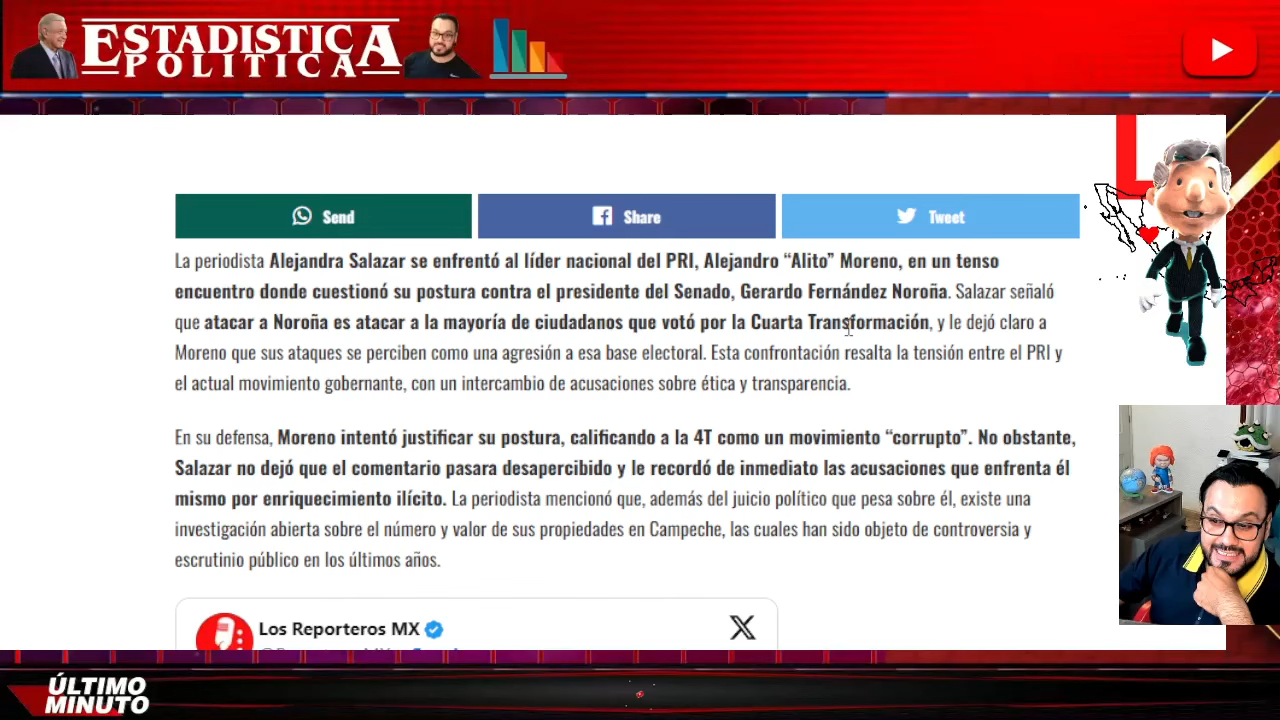 ESTADISTICA
POLITICA
Send
Share
Tweet
La periodista Alejandra Salazar se enfrentó al líder nacional del PRI, Alejandro “Alito” Moreno, en un tenso
encuentro donde cuestionó su postura contra el presidente del Senado, Gerardo Fernández Noroña. Salazar señaló
que atacar a Noroña es atacar a la mayoría de ciudadanos que votó por la Cuarta Transformación, y le dejó claro a
Moreno que sus ataques se perciben como una agresión a esa base electoral. Esta confrontación resalta la tensión entre el PRI y
el actual movimiento gobernante, con un intercambio de acusaciones sobre ética y transparencia.
En su defensa, Moreno intentó justificar su postura, calificando a la 4T como un movimiento “corrupto”. No obstante,
Salazar no dejó que el comentario pasara desapercibido y le recordó de inmediato las acusaciones que enfrenta él
mismo por enriquecimiento ilícito. La periodista mencionó que, además del juicio político que pesa sobre él, existe una
investigación abierta sobre el número y valor de sus propiedades en Campeche, las cuales han sido objeto de controversia y
escrutinio público en los últimos años.
Los Reporteros MX
ÚLTIMO
MINUTO